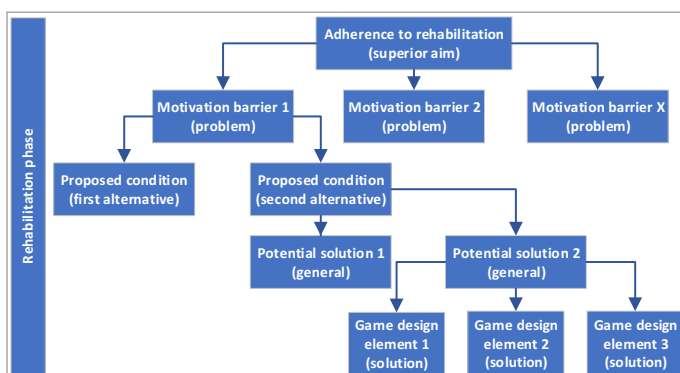 Rehabilitation phase
Adherence to rehabilitation
(superior aim)
Motivation barrier 1
(problem)
Motivation barrier 2
(problem)
Motivation barrier X
(problem)
Proposed condition
(first alternative)
Proposed condition
(second alternative)
Potential solution 1
(general)
Potential solution 2
(general)
Game design
element 1
(solution)
Game design
element 2
(solution)
Game design
element 3
(solution)